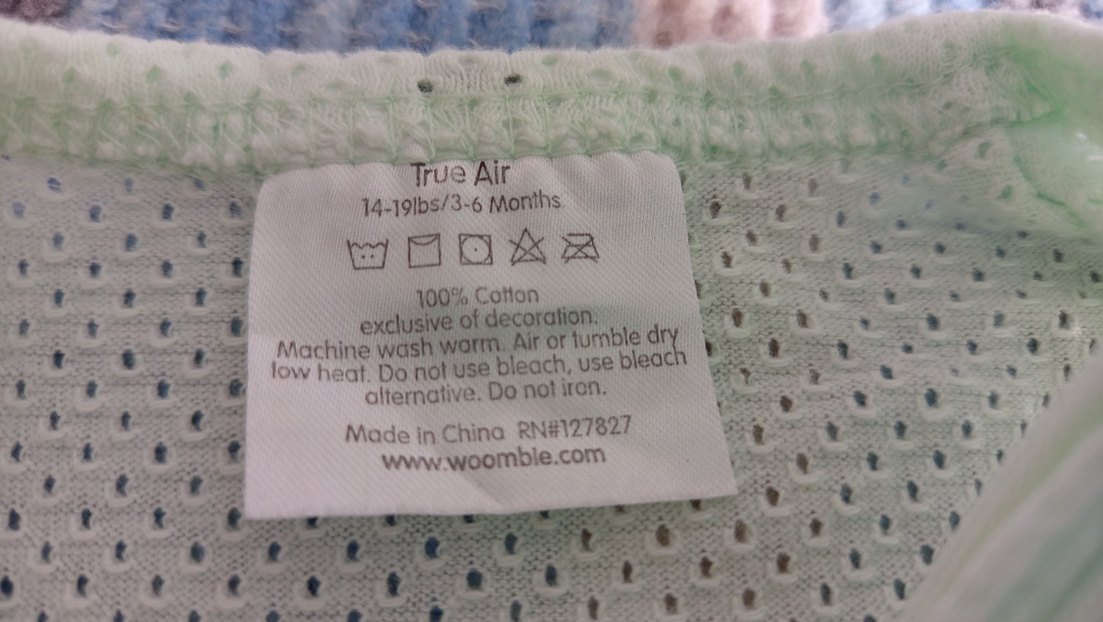 True Air
14-19lbs/3-6 Months
100% Cotton
exclusive of decoration.
Machine wash warm. Air or tumble dry
low heat. Do not use bleach, use bleach
alternative. Do not iron.
Made in China RN#127827
www.woombie.com